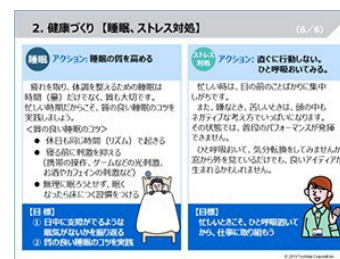 2. 健康づくり【睡眠、ストレス対処】
(6/6)
睡眠
アクション: 睡眠の質を高める
疲れを取り、体調を整えるための睡眠は
時間（量）だけでなく、質も大切です。
忙しい時期だからこそ、質の良い睡眠のコツを
実践しましょう。
＜質の良い睡眠のコツ＞
● 休日も同じ時間（リズム）で起きる
● 寝る前に刺激を抑える
（携帯の操作、ゲームなどの光刺激、
お酒やカフェインの刺激など）
● 無理に眠ろうとせず、眠く
なったら床につく習慣をつける
【目標】
① 日中に支障がでるような
眠気がないかを振り返る
② 質の良い睡眠のコツを実践
ストレス
対処
アクション: 直ぐに行動しない。
ひと呼吸おいてみる。
忙しい時は、目の前のことばかりに集中
しがちです。
また、嫌なとき、苦しいときは、頭の中も
ネガティブな考え方でいっぱいになります。
その状態では、普段のパフォーマンスが発揮
できません。
ひと呼吸おいて、気分転換をしてみませんか
窓から外を見ているだけでも、良いアイディアが
生まれるかもしれません。
【目標】
忙しいときこそ、ひと呼吸置いて
から、仕事に取り組もう